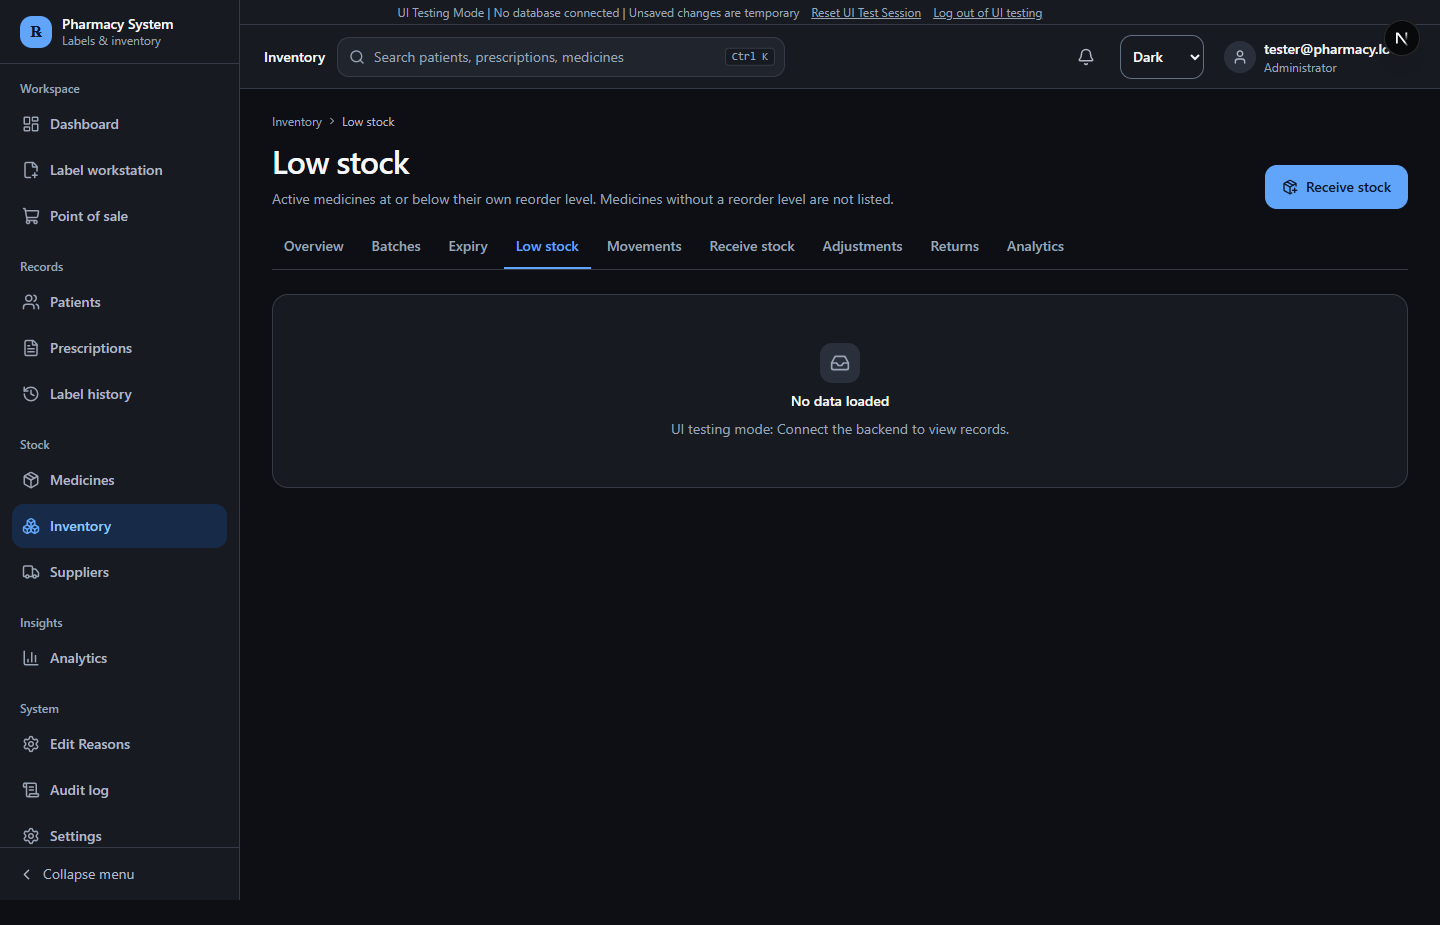 Pharmacy System
Labels & inventory
Workspace
Dashboard
Label workstation
Point of sale
Records
Patients
Prescriptions
Label history
Stock
Medicines
Inventory
Suppliers
Insights
Analytics
System
Edit Reasons
Audit log
Settings
Collapse menu
UI Testing Mode | No database connected | Unsaved changes are temporary Reset UI Test Session Log out of UI testing
Inventory
Search patients, prescriptions, medicines Ctrl K
Dark
tester@pharmacy.lo
Administrator
N
Inventory > Low stock
Low stock
Active medicines at or below their own reorder level. Medicines without a reorder level are not listed.
Receive stock
Overview Batches Expiry Low stock Movements Receive stock Adjustments Returns Analytics
No data loaded
UI testing mode: Connect the backend to view records.